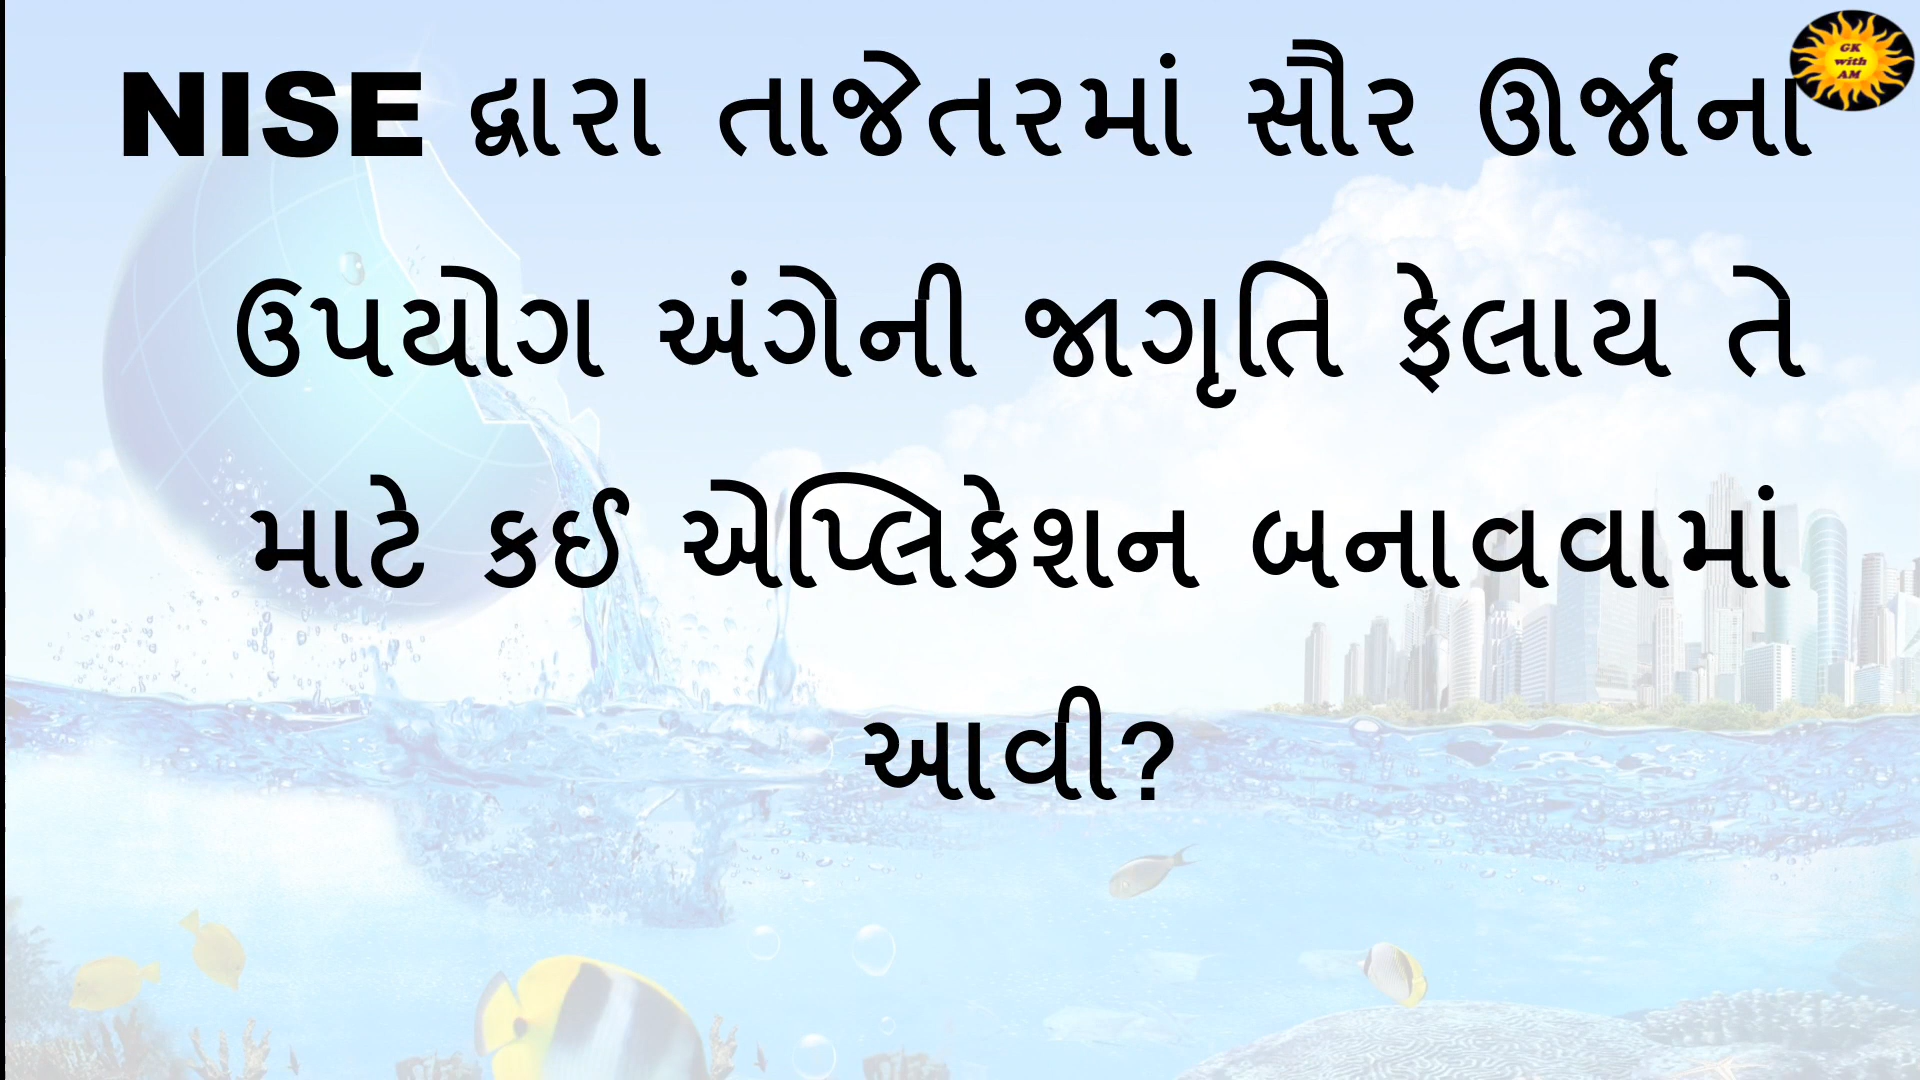 NISE દ્વારા તાજેતરમાં સૌર ઊર્જાના
ઉપયોગ અંગેની જાગૃતિ ફેલાય તે
માટે કઈ એપ્લિકેશન બનાવવામાં
આવી?
GK
with
AM